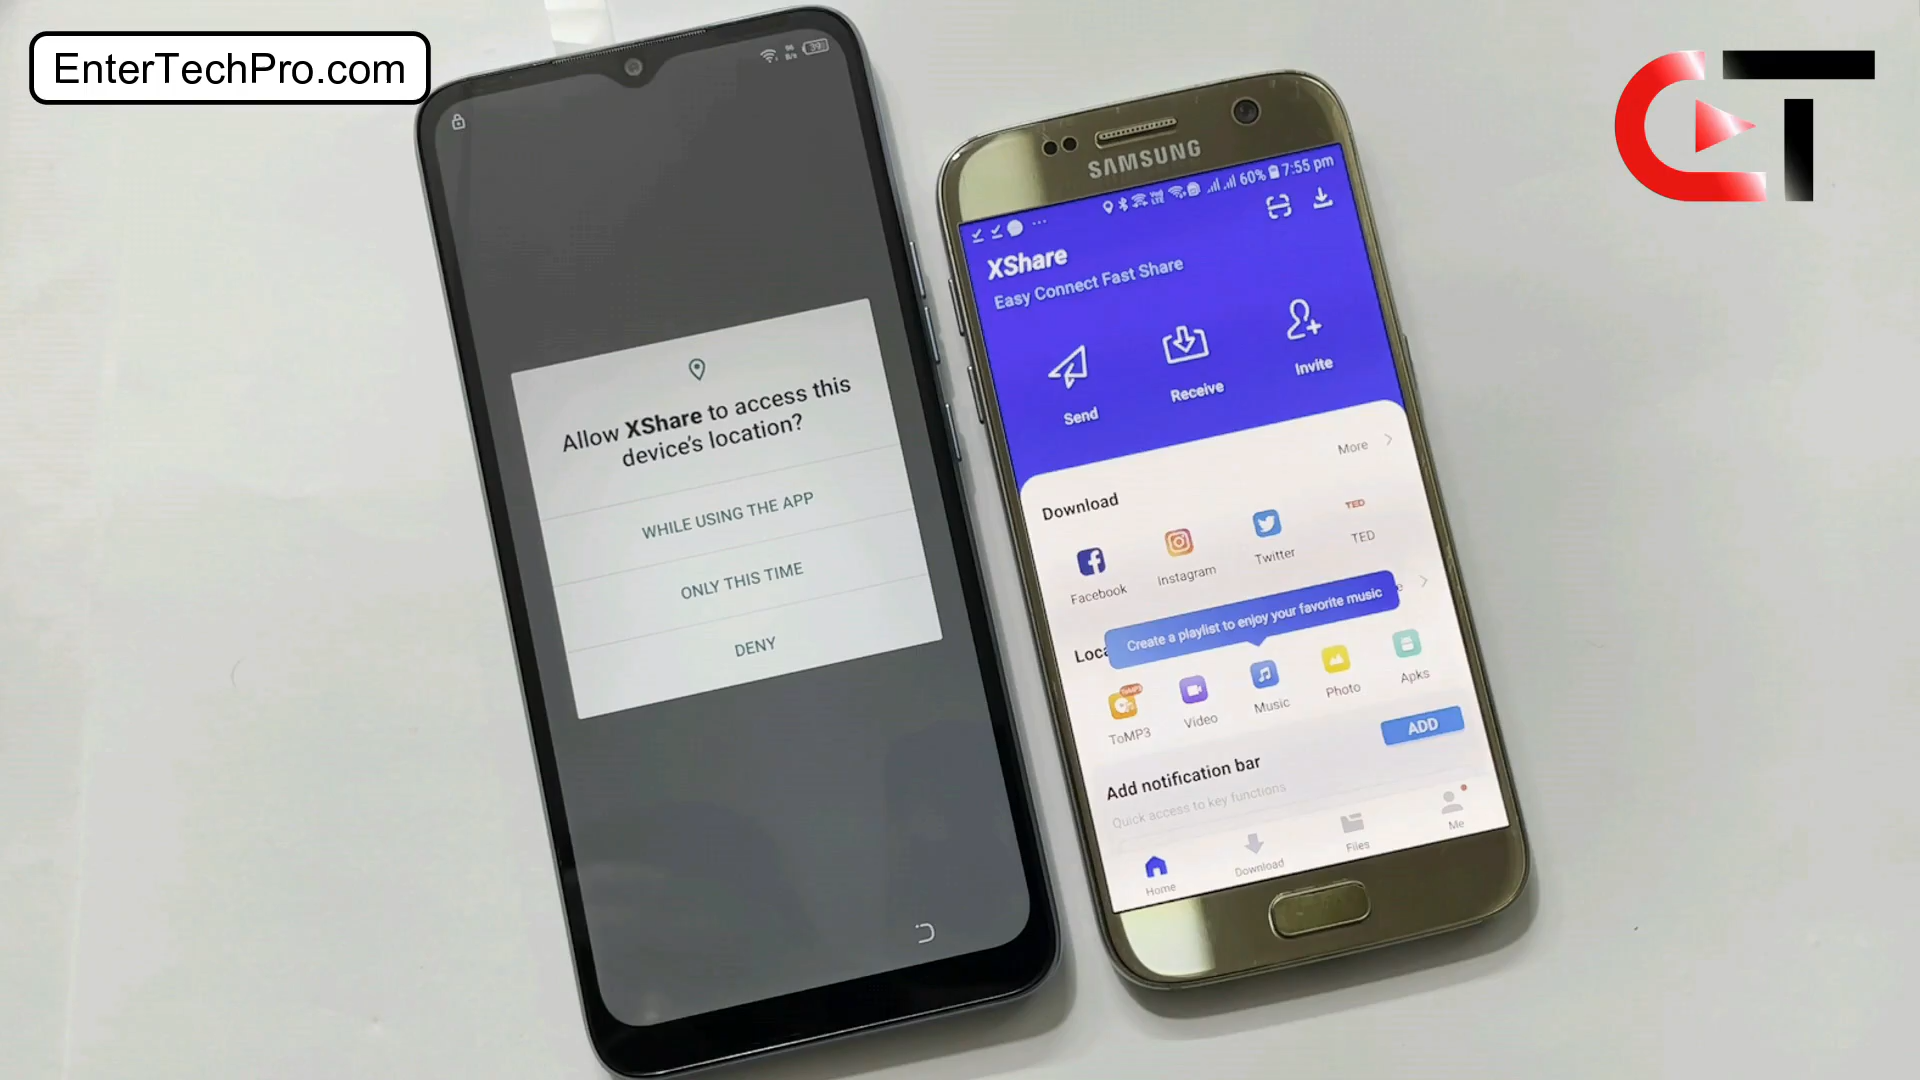 EnterTechPro.com
39
Allow XShare to access this
device's location?
WHILE USING THE APP
ONLY THIS TIME
DENY
SAMSUNG
60% 7:55 pm
XShare
Easy Connect Fast Share
Send
Receive
Invite
More
Download
Facebook
Instagram
Twitter
TED
TED
Create a playlist to enjoy your favorite music
Loca
e
ToMP3
ToMP3
Video
Music
Photo
Apks
Add notification bar
ADD
Quick access to key functions
Home
Download
Files
Me